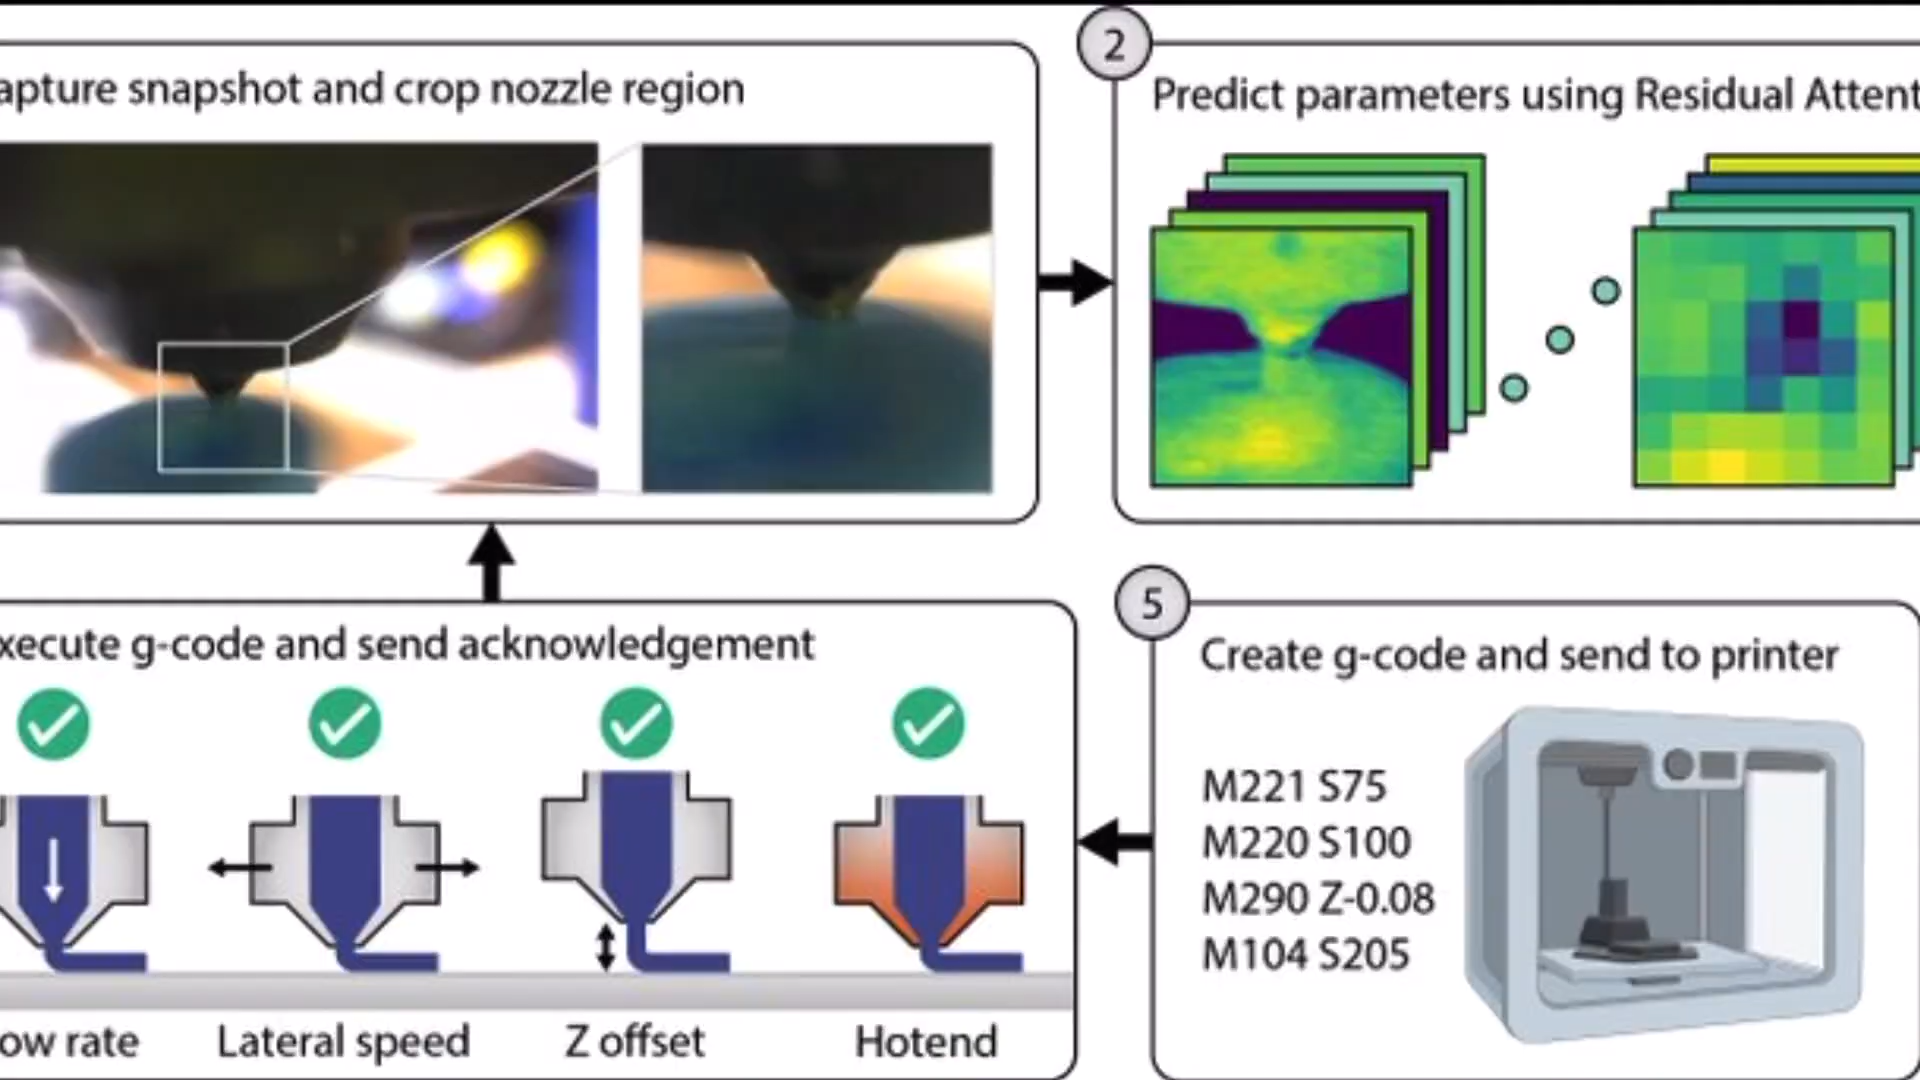 apture snapshot and crop nozzle region
2
Predict parameters using Residual Attent
xecute g-code and send acknowledgement
ow rate
Lateral speed
Z offset
Hotend
5
Create g-code and send to printer
M221 S75
M220 S100
M290 Z-0.08
M104 S205